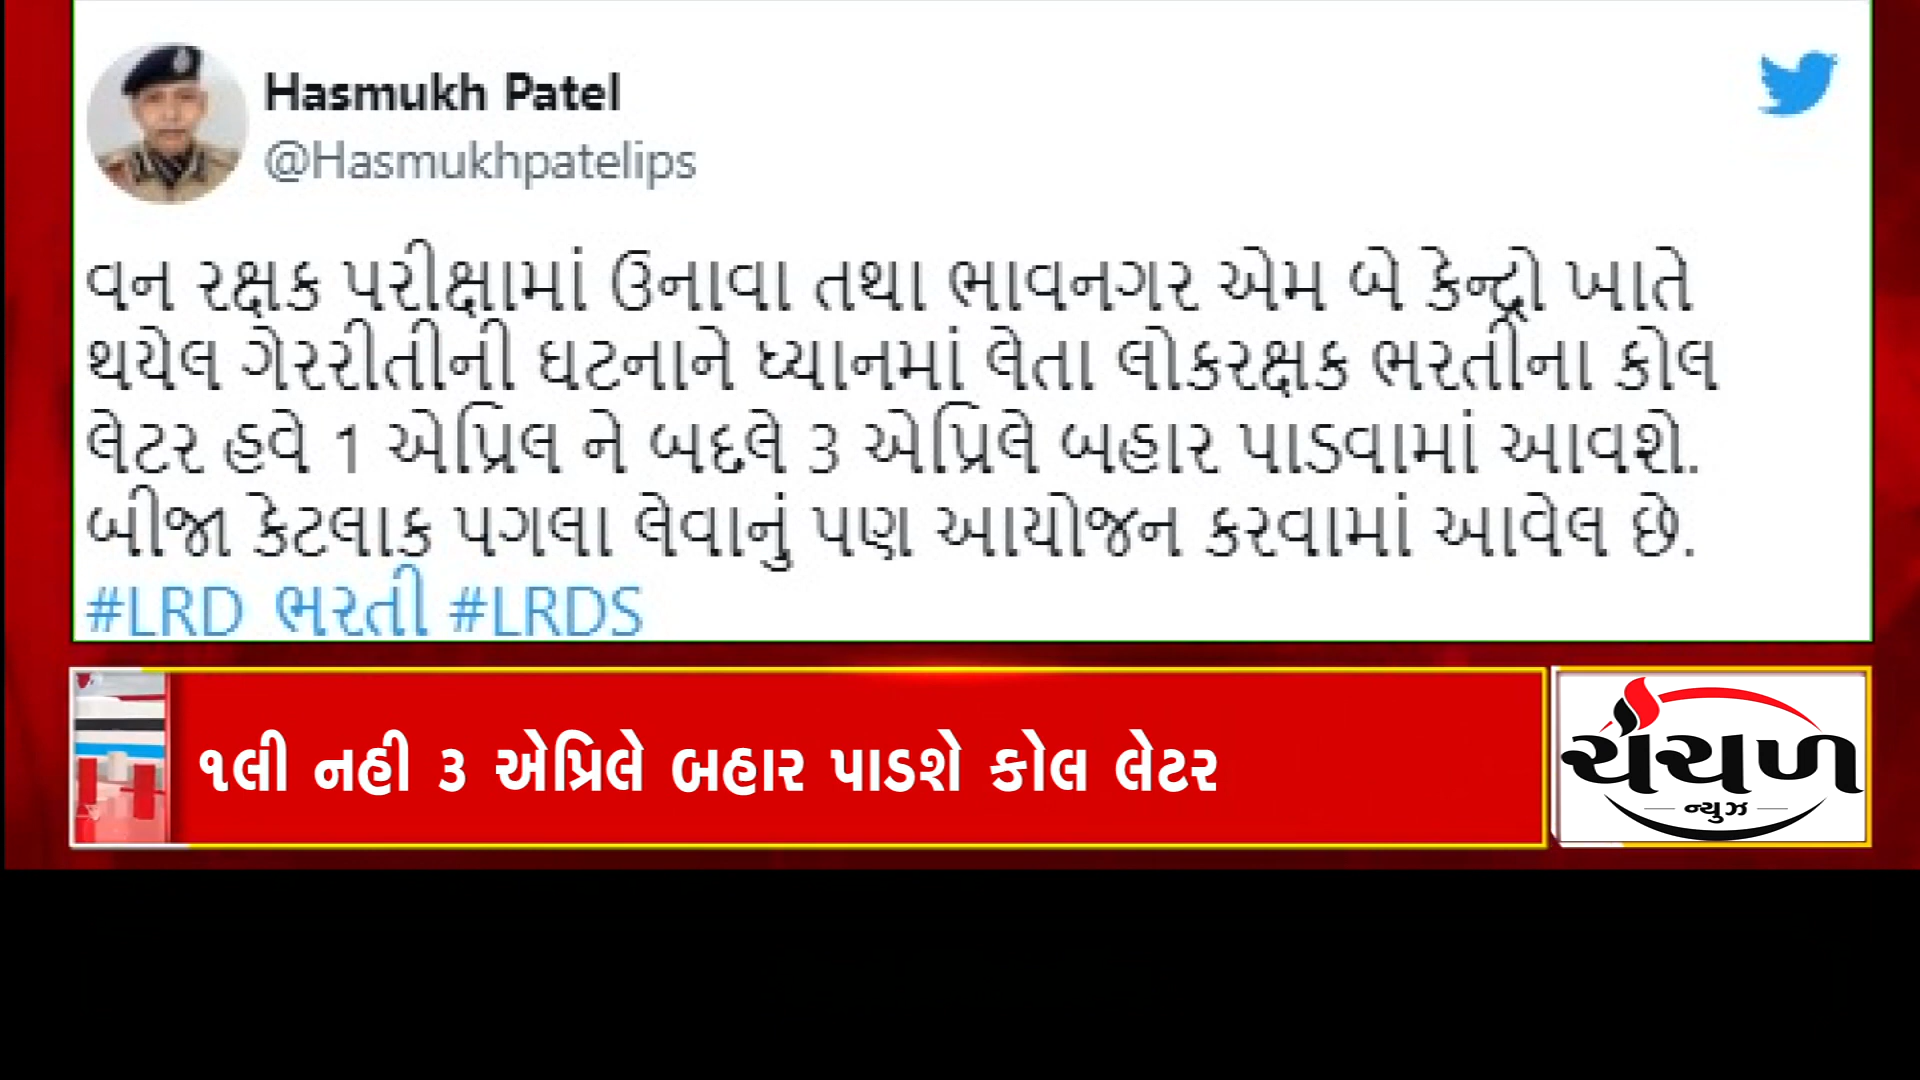 Hasmukh Patel
@Hasmukhpatelips
વન રક્ષક પરીક્ષામાં ઉનાવા તથા ભાવનગર એમ બે કેન્દ્રો ખાતે
થયેલ ગેરરીતીની ઘટનાને ધ્યાનમાં લેતા લોકરક્ષક ભરતીના કોલ
લેટર હવે 1 એપ્રિલ ને બદલે 3 એપ્રિલે બહાર પાડવામાં આવશે.
બીજા કેટલાક પગલા લેવાનું પણ આયોજન કરવામાં આવેલ છે.
#LRD ભરતી #LRDS
૧લી નહી ૩ એપ્રિલે બહાર પાડશે કોલ લેટર
ચંચળ
ન્યુઝ